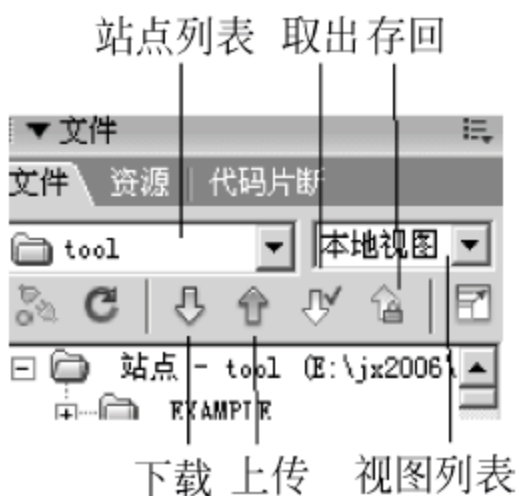 站点列表 取出 存回
文件
文件 资源 代码片断
tool 本地视图
站点 - tool (E:\jx2006\
EXAMPLE
下载 上传 视图列表